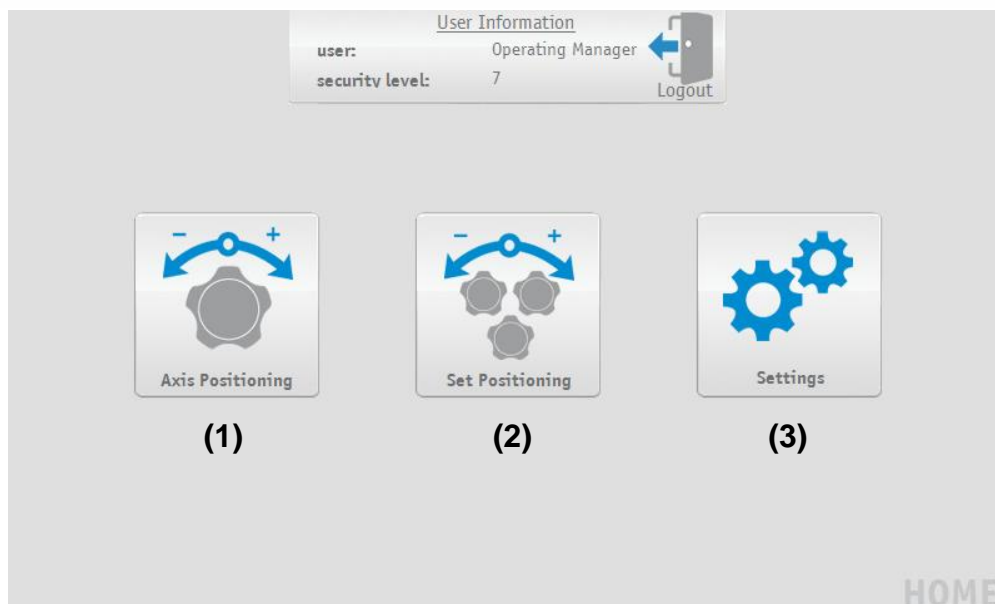 User Information
user: Operating Manager
security level: 7
Logout
- +
- +
Axis Positioning
Set Positioning
Settings
(1)
(2)
(3)
HOME